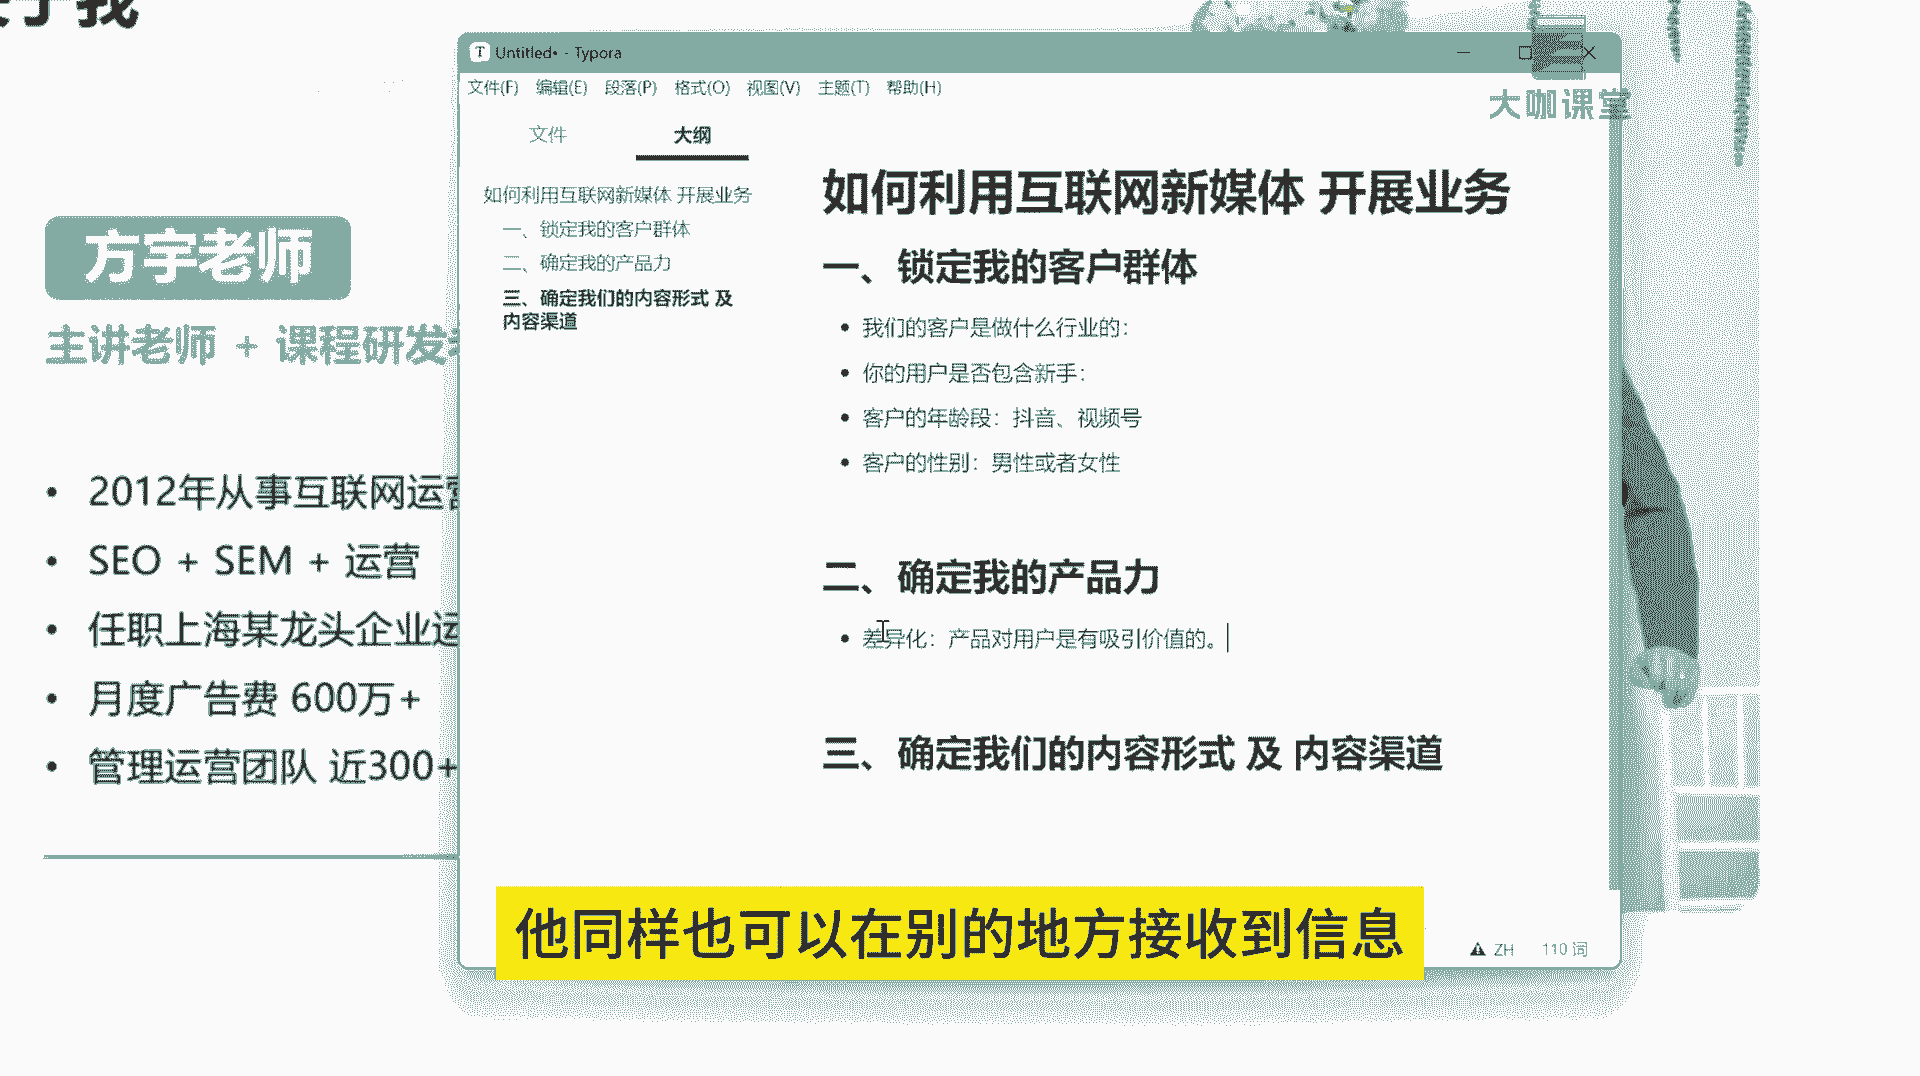 于我
Untitled• - Typora
文件(F) 编辑(E) 段落(P) 格式(O) 视图(V) 主题(T) 帮助(H)
大咖课堂
文件 大纲
如何利用互联网新媒体 开展业务
一、锁定我的客户群体
二、确定我的产品力
三、确定我们的内容形式 及
内容渠道
如何利用互联网新媒体 开展业务
一、锁定我的客户群体
• 我们的客户是做什么行业的：
• 你的用户是否包含新手：
• 客户的年龄段：抖音、视频号
• 客户的性别：男性或者女性
二、确定我的产品力
• 差异化：产品对用户是有吸引价值的。
三、确定我们的内容形式 及 内容渠道
ZH 110 词
方宇老师
主讲老师 + 课程研发
• 2012年从事互联网运营
• SEO + SEM + 运营
• 任职上海某龙头企业运
• 月度广告费 600万+
• 管理运营团队 近300+
他同样也可以在别的地方接收到信息